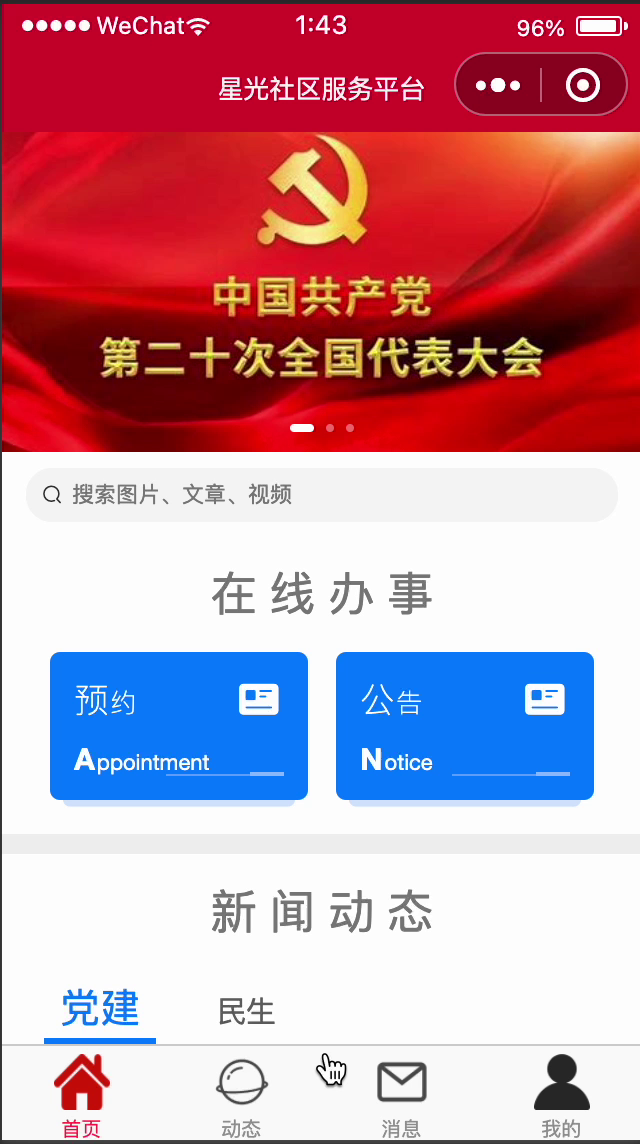 WeChat 1:43 96%
星光社区服务平台
中国共产党
第二十次全国代表大会
搜索图片、文章、视频
在线办事
预约 公告
Appointment Notice
新闻动态
党建 民生
首页 动态 消息 我的